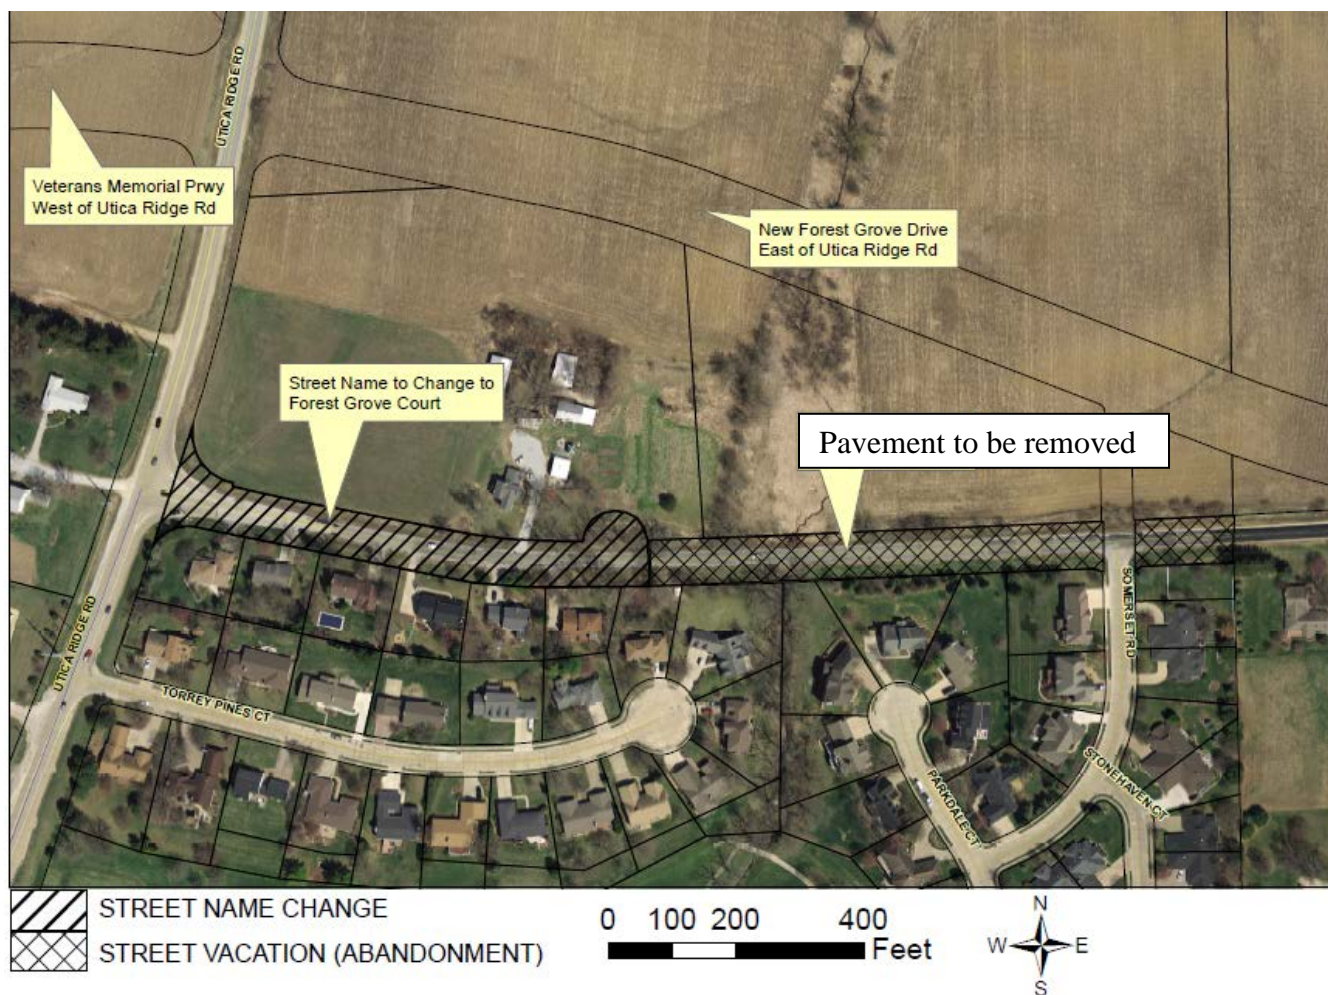 UTICA RIDGE RD
Veterans Memorial Prwy
West of Utica Ridge Rd
New Forest Grove Drive
East of Utica Ridge Rd
Street Name to Change to
Forest Grove Court
Pavement to be removed
UTICA RIDGE RD
SOMERSET RD
TORREY PINES CT
STONEHAVEN CT
PARKDALE CT
STREET NAME CHANGE
STREET VACATION (ABANDONMENT)
0 100 200 400
Feet
N
W E
S